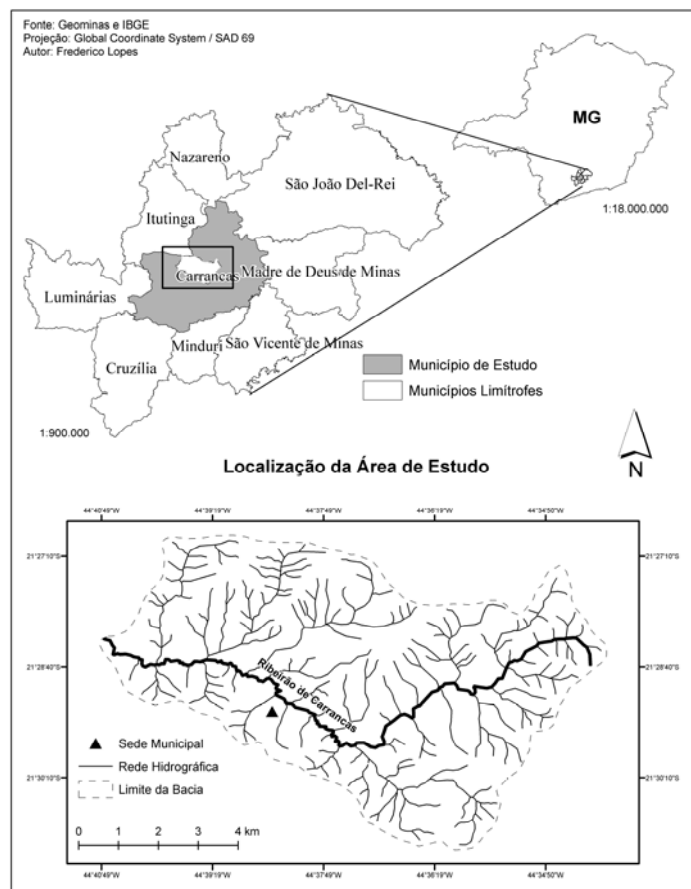 Fonte: Geominas e IBGE
Projeção: Global Coordinate System / SAD 69
Autor: Frederico Lopes
MG
Nazareno
São João Del-Rei
Itutinga
1:18.000.000
Carrancas
Madre de Deus de Minas
Luminárias
Minduri
São Vicente de Minas
Cruzília
Município de Estudo
Municípios Limítrofes
1:900.000
N
Localização da Área de Estudo
44°40'49"W 44°39'19"W 44°37'49"W 44°36'19"W 44°34'50"W
21°27'10"S 21°27'10"S
21°28'40"S 21°28'40"S
Ribeirão de Carrancas
Sede Municipal
Rede Hidrográfica
21°30'10"S 21°30'10"S
Limite da Bacia
0 1 2 3 4 km
44°40'49"W 44°39'19"W 44°37'49"W 44°36'19"W 44°34'50"W